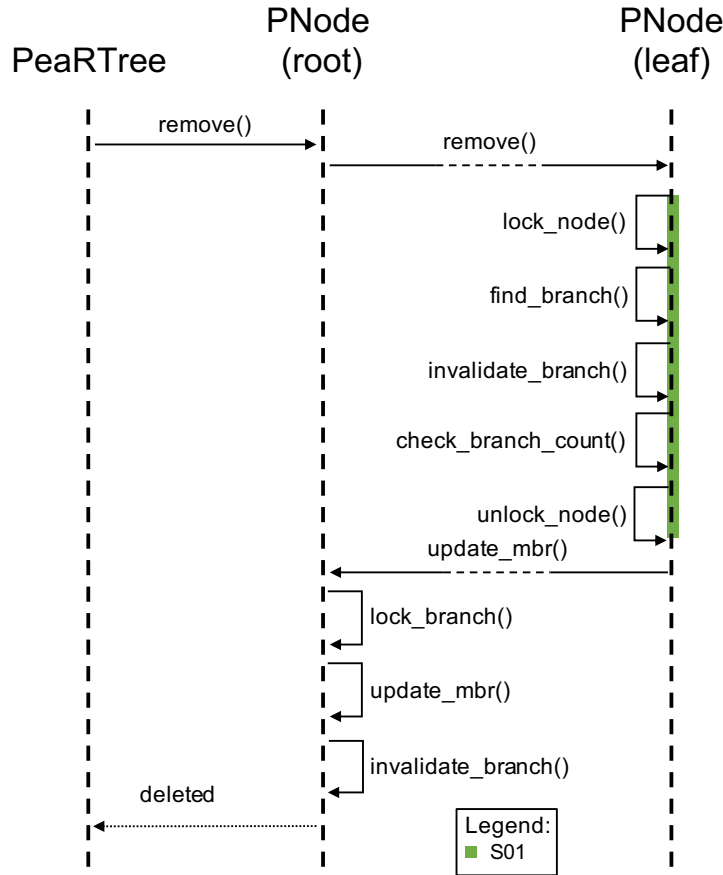 PeaRTree
PNode
(root)
PNode
(leaf)
remove()
remove()
lock_node()
find_branch()
invalidate_branch()
check_branch_count()
unlock_node()
update_mbr()
lock_branch()
update_mbr()
invalidate_branch()
deleted
Legend:
S01